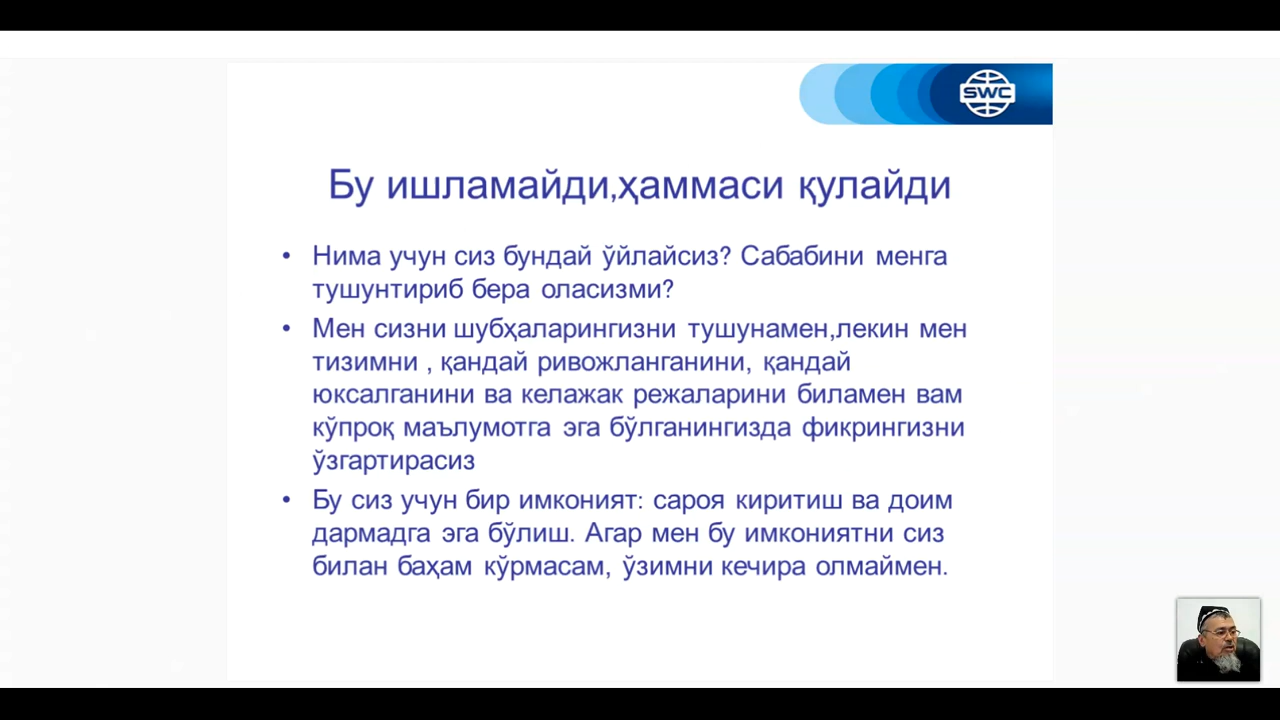 SWC
Бу ишламайди,ҳаммаси қулайди
• Нима учун сиз бундай ўйлайсиз? Сабабини менга
тушунтириб бера оласизми?
• Мен сизни шубҳаларингизни тушунамен,лекин мен
тизимни , қандай ривожланганини, қандай
юксалганини ва келажак режаларини биламен вам
кўпроқ маълумотга эга бўлганингизда фикрингизни
ўзгартирасиз
• Бу сиз учун бир имконият: сароя киритиш ва доим
дармадга эга бўлиш. Агар мен бу имкониятни сиз
билан баҳам кўрмасам, ўзимни кечира олмаймен.